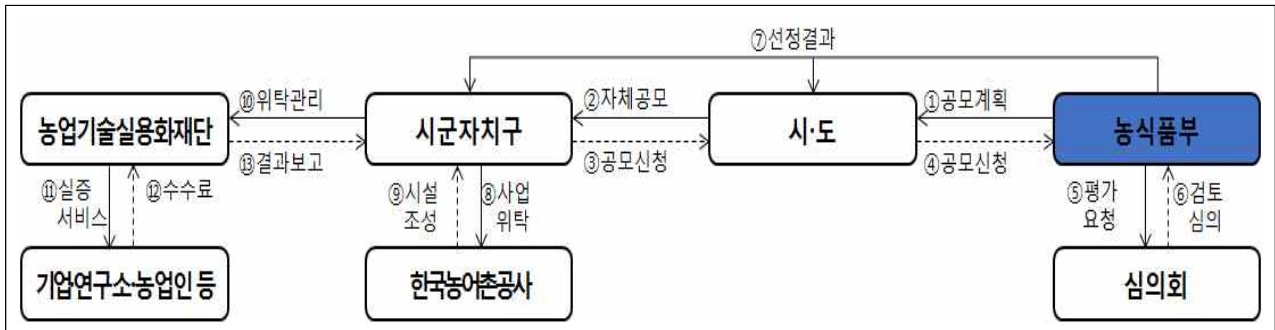 ⑦선정결과
⑩위탁관리
②자체공모
①공모계획
농업기술실용화재단
시군자치구
시·도
농식품부
⑬결과보고
③공모신청
④공모신청
⑪실증
서비스
⑫수수료
⑨시설
조성
⑧사업
위탁
⑤평가
요청
⑥검토
심의
기업·연구소·농업인 등
한국농어촌공사
심의회